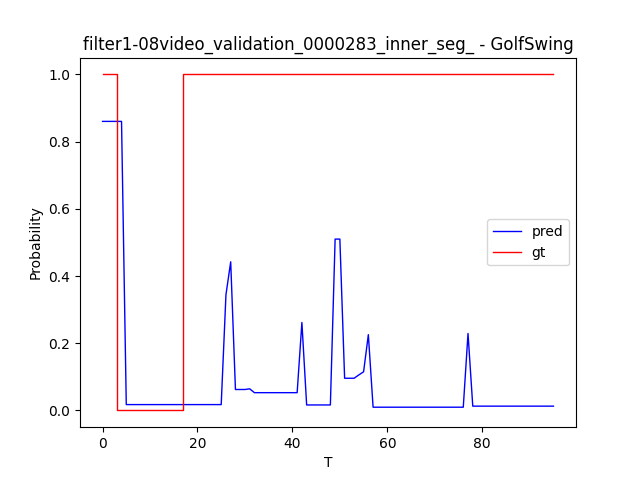 filter1-08video_validation_0000283_inner_seg_ - GolfSwing
1.0
0.8
0.6
0.4
0.2
0.0
Probability
pred
gt
0 20 40 60 80
T